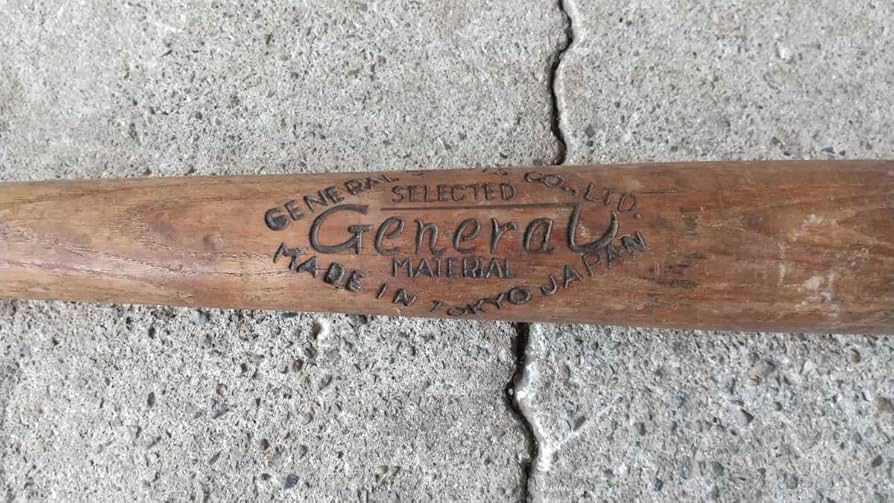 GENERAL CO., LTD.
SELECTED
General
MATERIAL
MADE IN TOKYO JAPAN